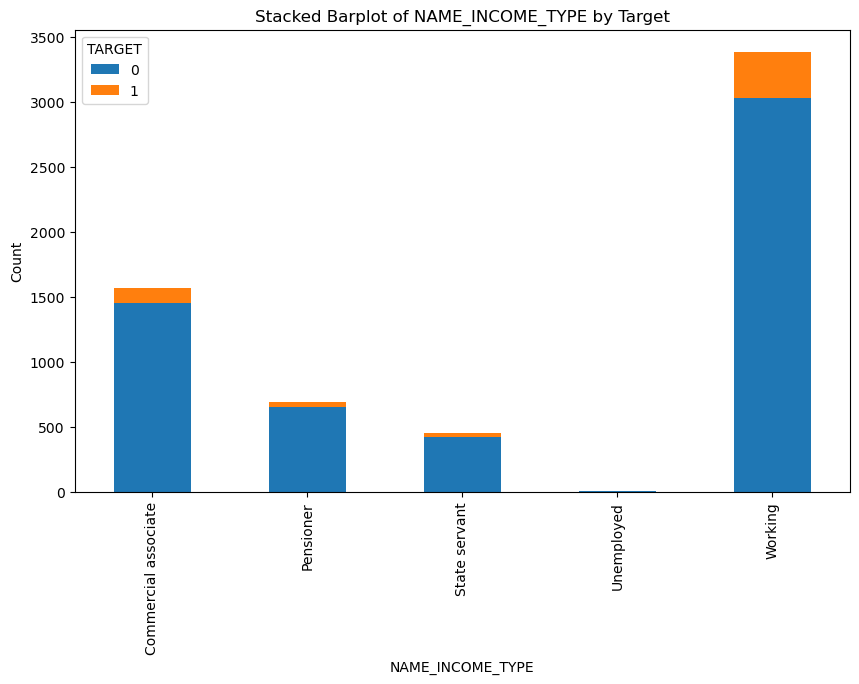 Stacked Barplot of NAME_INCOME_TYPE by Target
TARGET
0
1
Count
3500
3000
2500
2000
1500
1000
500
0
Commercial associate
Pensioner
State servant
Unemployed
Working
NAME_INCOME_TYPE